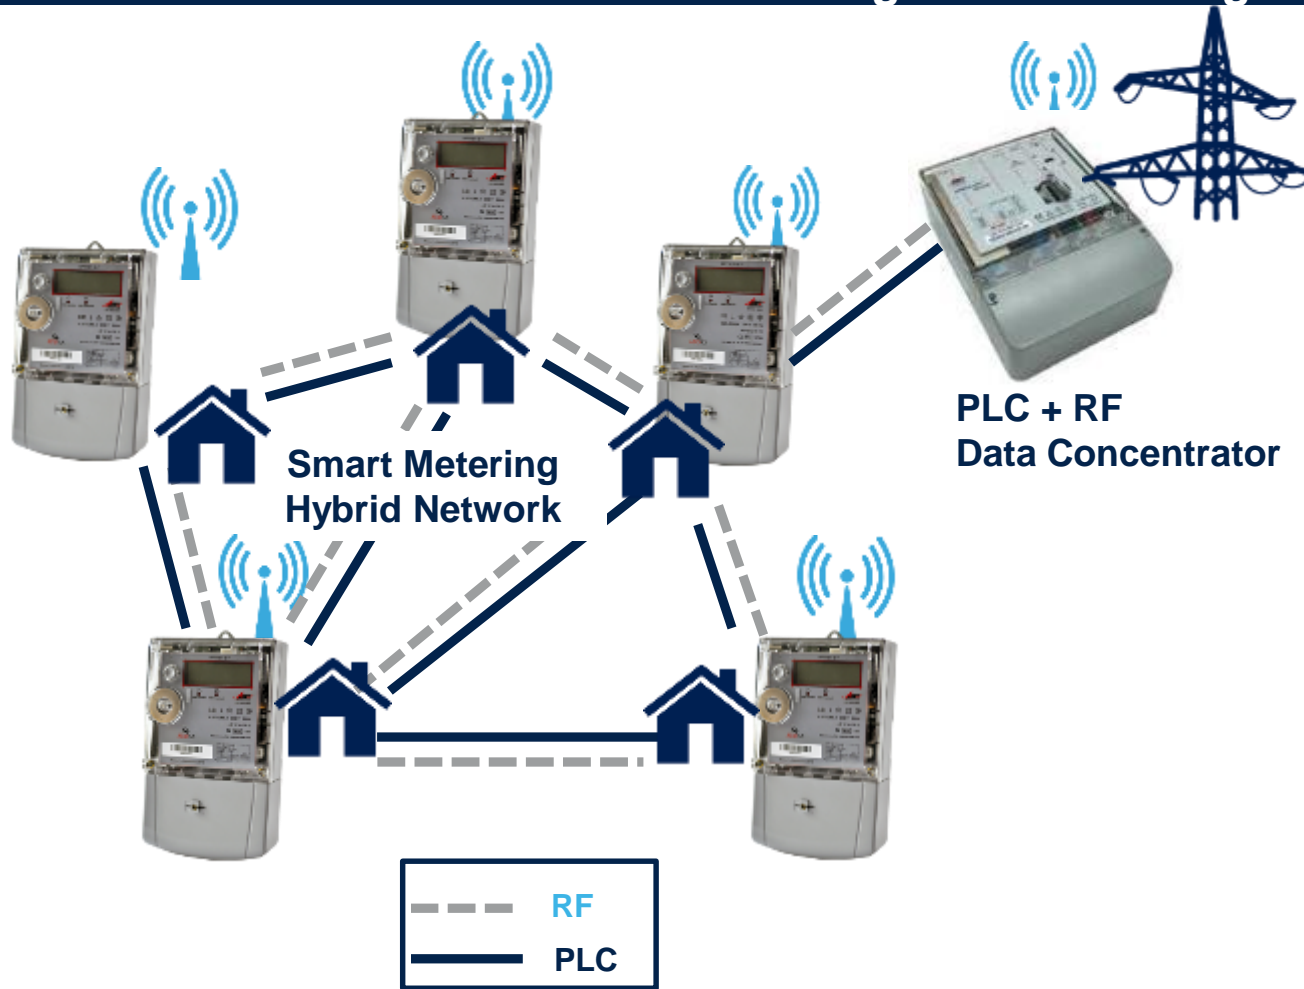 Smart Metering
Hybrid Network
PLC + RF
Data Concentrator
RF
PLC